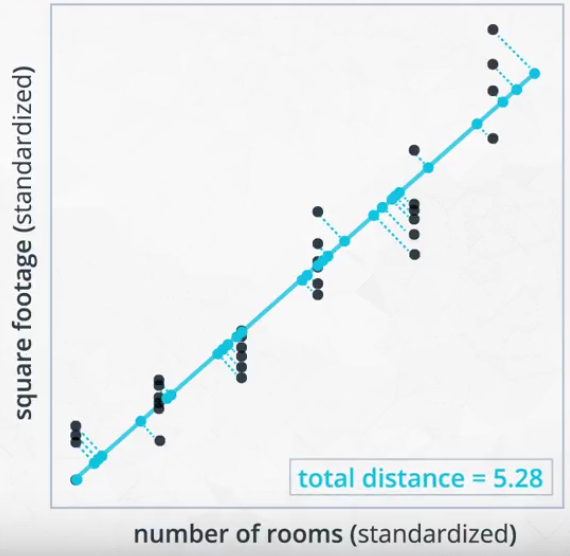 square footage (standardized)
total distance = 5.28
number of rooms (standardized)